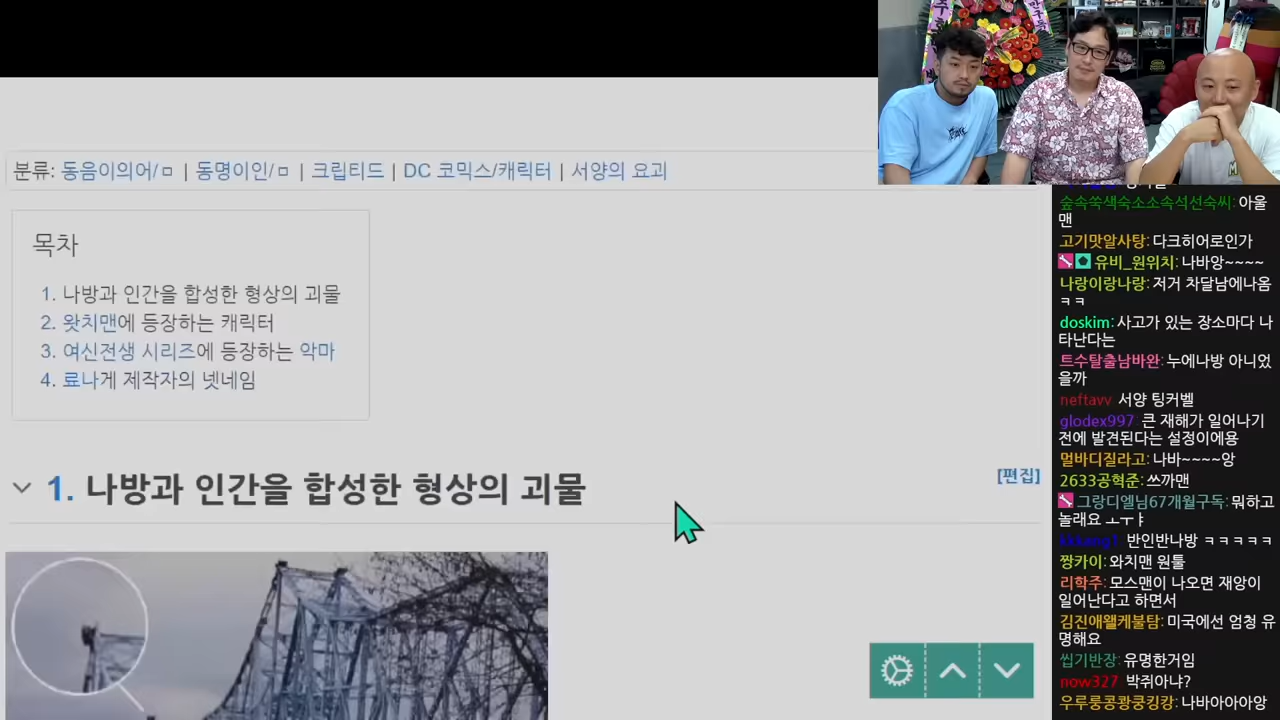 분류: 동음이의어/ㅁ | 동명이인/ㅁ | 크립티드 | DC 코믹스/캐릭터 | 서양의 요괴
목차
1. 나방과 인간을 합성한 형상의 괴물
2. 왓치맨에 등장하는 캐릭터
3. 여신전생 시리즈에 등장하는 악마
4. 료나게 제작자의 넷네임
1. 나방과 인간을 합성한 형상의 괴물
[편집]
숲속쑥색숙소소속석선숙씨: 아울
맨
고기맛알사탕: 다크히어로인가
유비_원위치: 나바앙~~~~
나랑이랑나랑: 저거 차달남에나옴
ㅋㅋ
doskim: 사고가 있는 장소마다 나
타난다는
트수탈출남바완: 누에나방 아니었
을까
neftavv 서양 팅커벨
glodex997: 큰 재해가 일어나기
전에 발견된다는 설정이에용
멀바디질라고: 나바~~~~앙
2633공혁준: 쓰까맨
그랑디엘님67개월구독: 뭐하고
놀래요 ㅗㅜㅑ
kkkang1 반인반나방 ㅋㅋㅋㅋㅋ
짱카이: 와치맨 원툴
리학주: 모스맨이 나오면 재앙이
일어난다고 하면서
김진애왤케불탐: 미국에선 엄청 유
명해요
씹기반장: 유명한거임
now327 박쥐아냐?
우루룽콩쾅쿵킹캉: 나바아아아앙